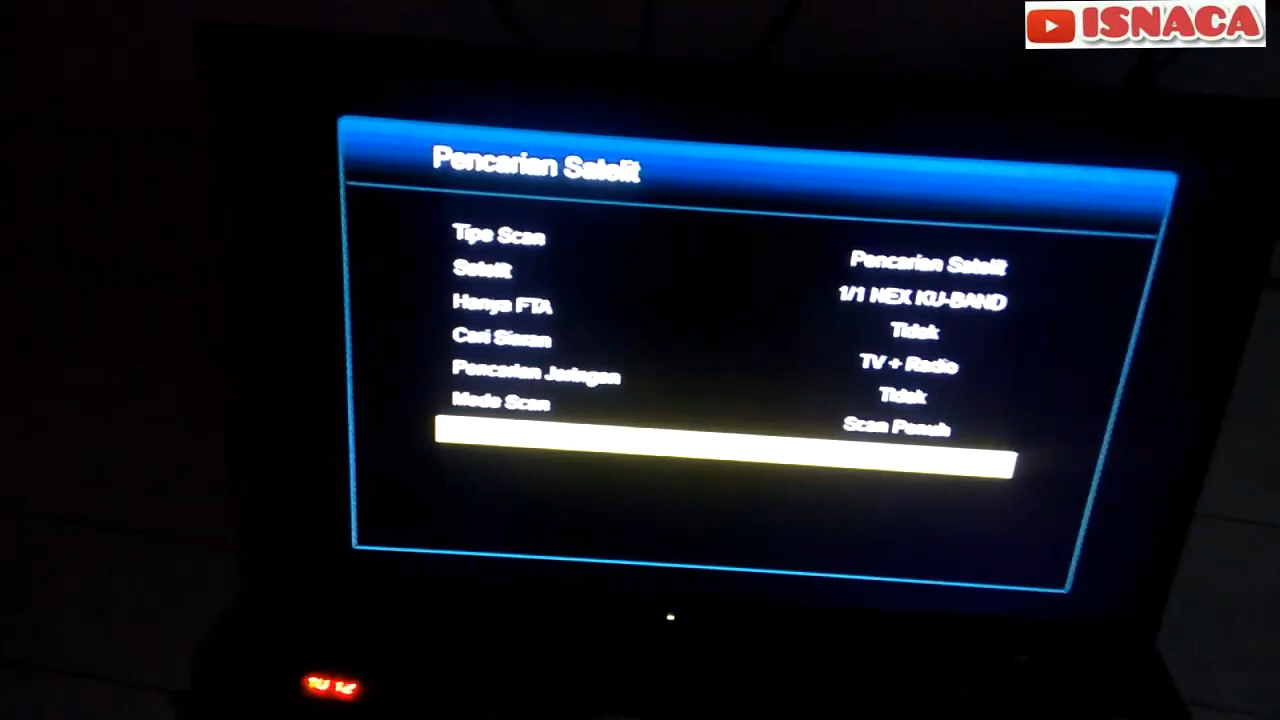 ISNACA
Pencarian Satelit
Tipe Scan Pencarian Satelit
Satelit 1/1 NEX KU-BAND
Hanya FTA Tidak
Cari Siaran TV + Radio
Pencarian Jaringan Tidak
Mode Scan Scan Penuh